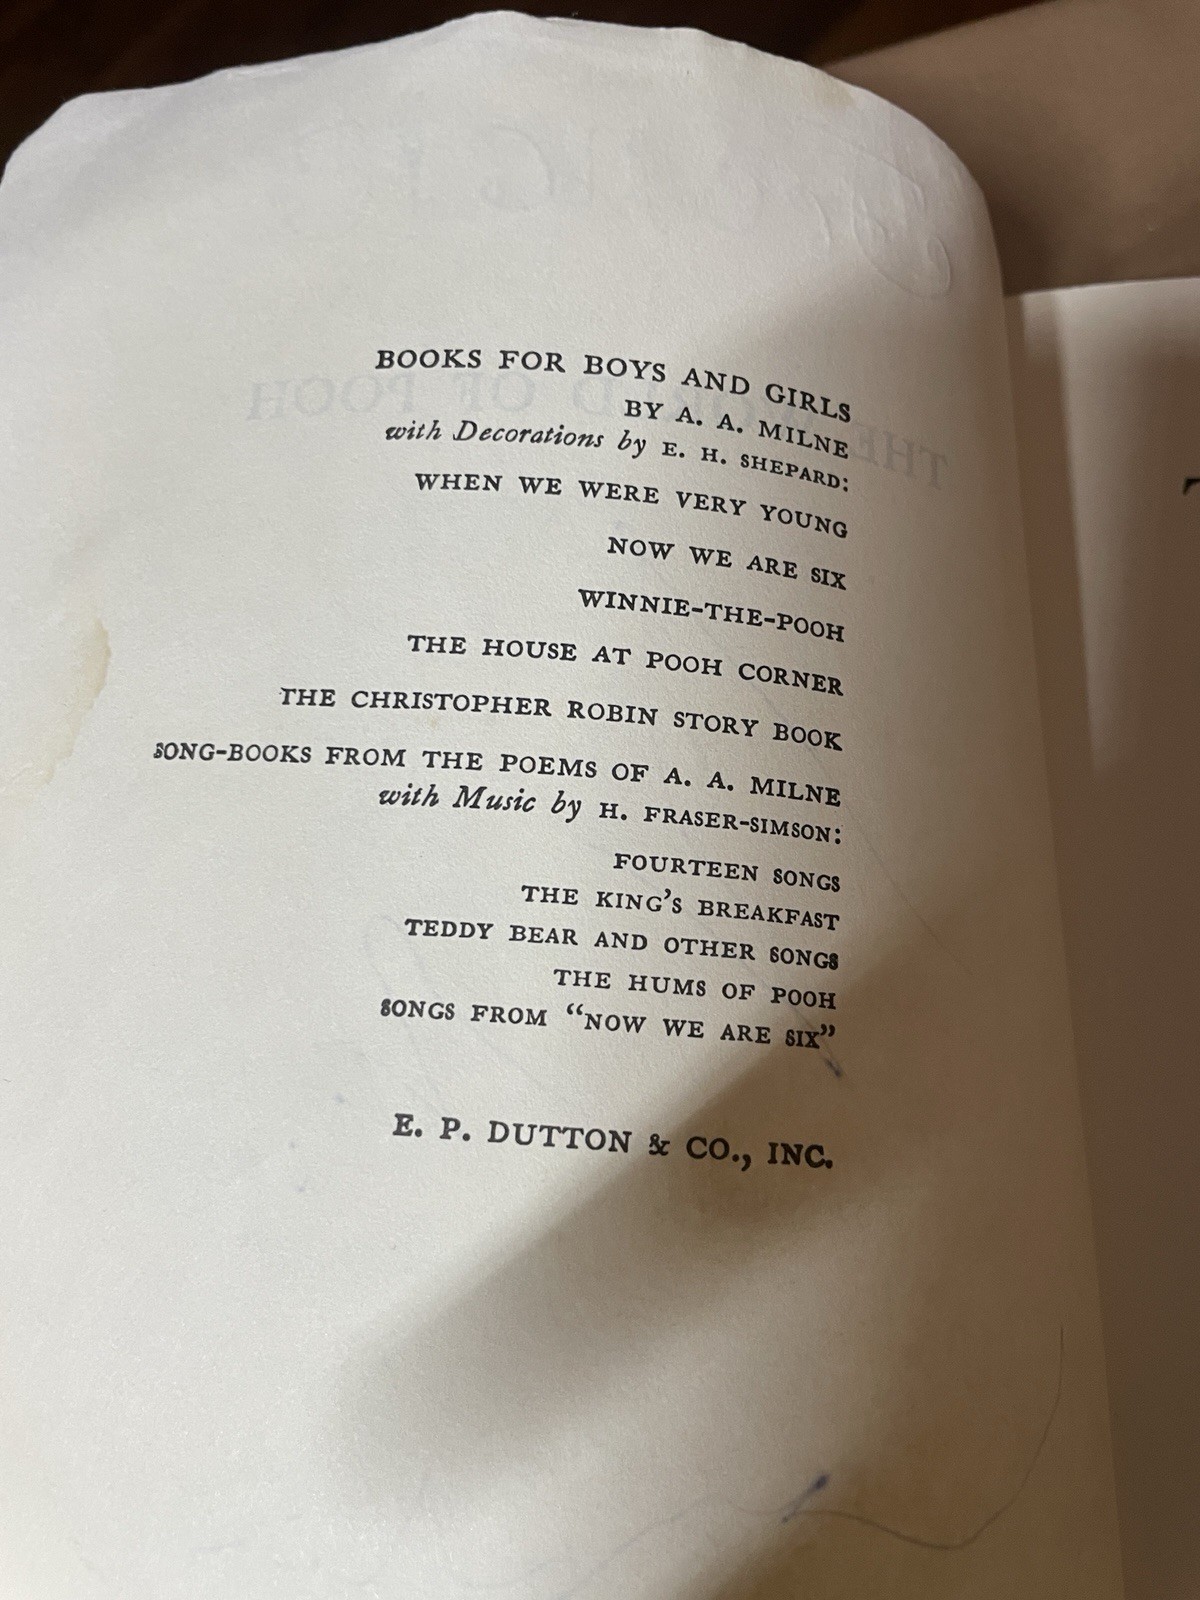 BOOKS FOR BOYS AND GIRLS
BY A. A. MILNE
with Decorations by E. H. SHEPARD:
WHEN WE WERE VERY YOUNG
NOW WE ARE SIX
WINNIE-THE-POOH
THE HOUSE AT POOH CORNER
THE CHRISTOPHER ROBIN STORY BOOK
SONG-BOOKS FROM THE POEMS OF A. A. MILNE
with Music by H. FRASER-SIMSON:
FOURTEEN SONGS
THE KING'S BREAKFAST
TEDDY BEAR AND OTHER SONGS
THE HUMS OF POOH
SONGS FROM “NOW WE ARE SIX”
E. P. DUTTON & CO., INC.